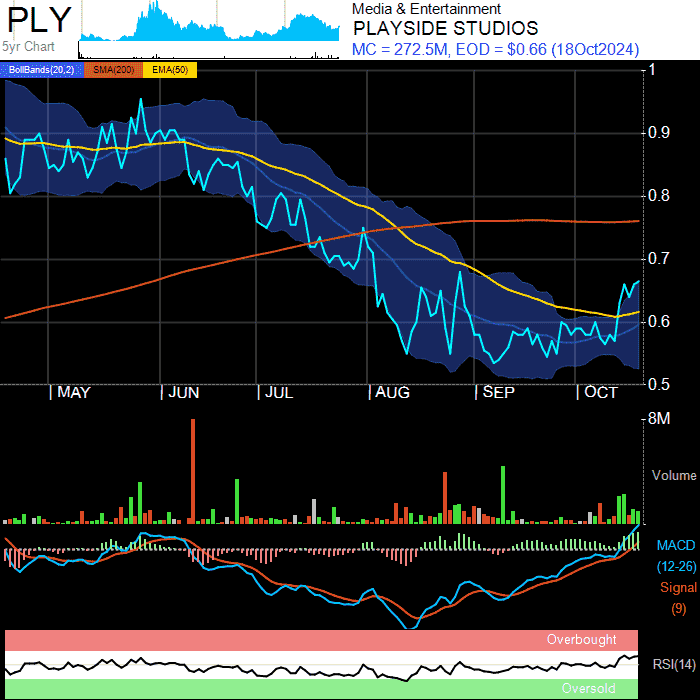 PLY
5yr Chart
Media & Entertainment
PLAYSIDE STUDIOS
MC = 272.5M, EOD = $0.66 (18Oct2024)
BollBands(20,2) SMA(200) EMA(50)
1
0.9
0.8
0.7
0.6
0.5
| MAY | JUN | JUL | AUG | SEP | OCT
8M
Volume
MACD
(12-26)
Signal
(9)
Overbought
RSI(14)
Oversold